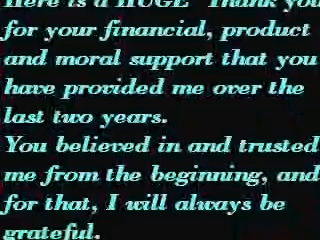 Here is a HUGE "Thank you
for your financial, product
and moral support that you
have provided me over the
last two years.
You believed in and trusted
me from the beginning, and
for that, I will always be
grateful.